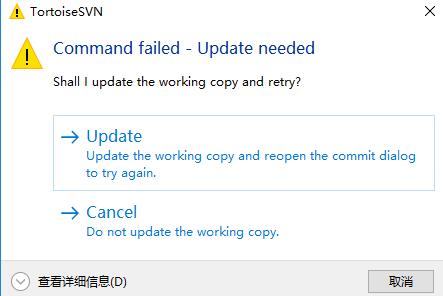 TortoiseSVN
Command failed - Update needed
Shall I update the working copy and retry?
Update
Update the working copy and reopen the commit dialog
to try again.
Cancel
Do not update the working copy.
查看详细信息(D)
取消